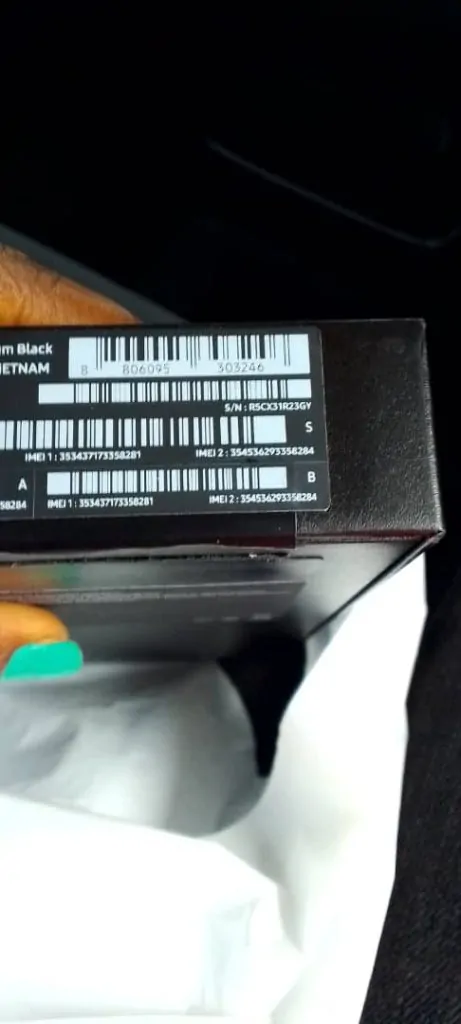 m Black
8 806095 303246
IETNAM
S/N : R5CX31R23GY
S
IMEI 1 : 353437173358281 IMEI 2 : 354536293358284
A B
58284 IMEI 1 : 353437173358281 IMEI 2 : 354536293358284